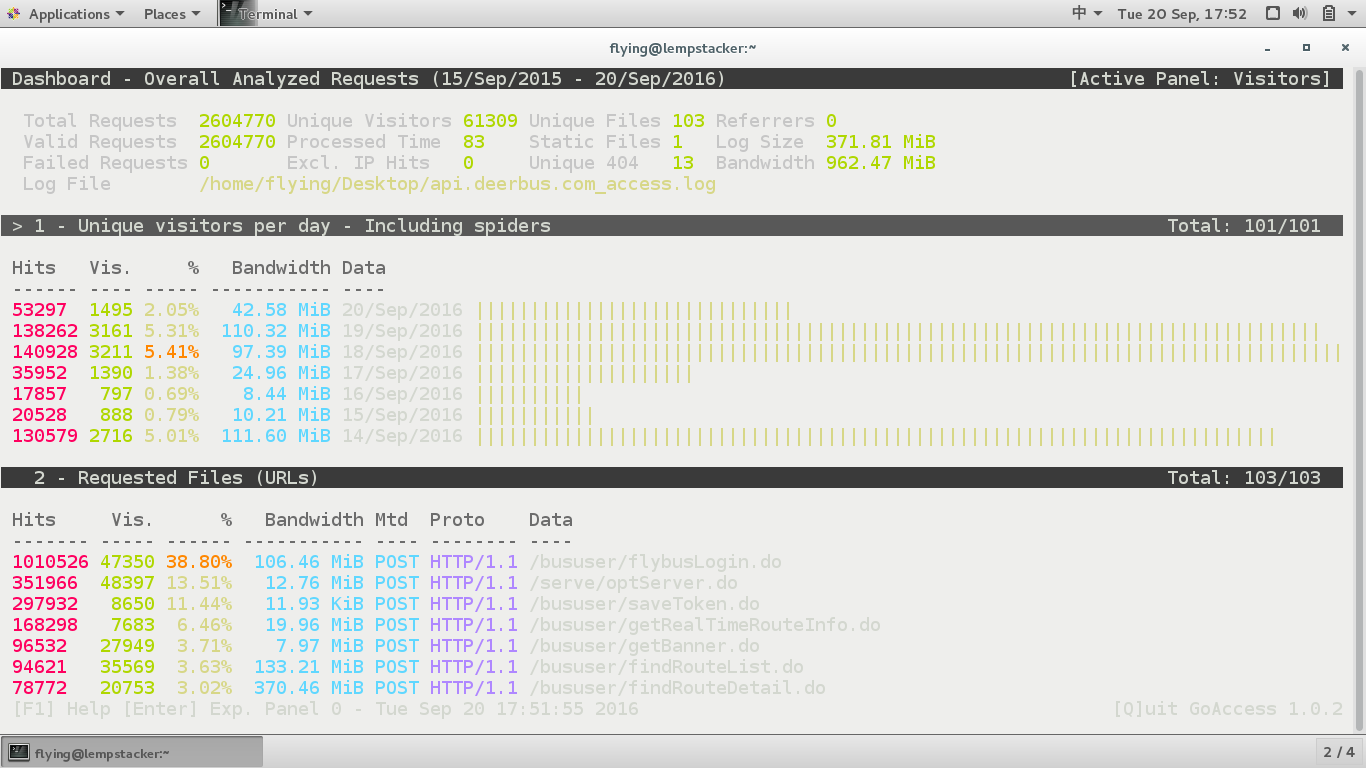 Applications Places Terminal 中 Tue 20 Sep, 17:52
flying@lempstacker:~
Dashboard - Overall Analyzed Requests (15/Sep/2015 - 20/Sep/2016) [Active Panel: Visitors]
Total Requests 2604770 Unique Visitors 61309 Unique Files 103 Referrers 0
Valid Requests 2604770 Processed Time 83 Static Files 1 Log Size 371.81 MiB
Failed Requests 0 Excl. IP Hits 0 Unique 404 13 Bandwidth 962.47 MiB
Log File /home/flying/Desktop/api.deerbus.com_access.log
> 1 - Unique visitors per day - Including spiders Total: 101/101
Hits Vis. % Bandwidth Data
------ ---- ----- ----------- ----
53297 1495 2.05% 42.58 MiB 20/Sep/2016
138262 3161 5.31% 110.32 MiB 19/Sep/2016
140928 3211 5.41% 97.39 MiB 18/Sep/2016
35952 1390 1.38% 24.96 MiB 17/Sep/2016
17857 797 0.69% 8.44 MiB 16/Sep/2016
20528 888 0.79% 10.21 MiB 15/Sep/2016
130579 2716 5.01% 111.60 MiB 14/Sep/2016
2 - Requested Files (URLs) Total: 103/103
Hits Vis. % Bandwidth Mtd Proto Data
------- ----- ------ ----------- ---- -------- ----
1010526 47350 38.80% 106.46 MiB POST HTTP/1.1 /bususer/flybusLogin.do
351966 48397 13.51% 12.76 MiB POST HTTP/1.1 /serve/optServer.do
297932 8650 11.44% 11.93 KiB POST HTTP/1.1 /bususer/saveToken.do
168298 7683 6.46% 19.96 MiB POST HTTP/1.1 /bususer/getRealTimeRouteInfo.do
96532 27949 3.71% 7.97 MiB POST HTTP/1.1 /bususer/getBanner.do
94621 35569 3.63% 133.21 MiB POST HTTP/1.1 /bususer/findRouteList.do
78772 20753 3.02% 370.46 MiB POST HTTP/1.1 /bususer/findRouteDetail.do
[F1] Help [Enter] Exp. Panel 0 - Tue Sep 20 17:51:55 2016 [Q]uit GoAccess 1.0.2
flying@lempstacker:~ 2 / 4